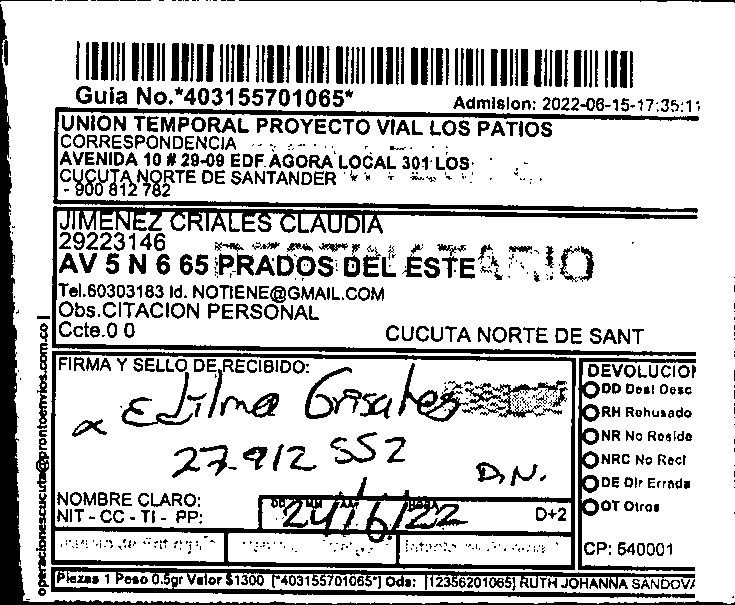 Guia No.*403155701065*
Admision: 2022-06-15-17:35:11
UNION TEMPORAL PROYECTO VIAL LOS PATIOS
CORRESPONDENCIA
AVENIDA 10 # 29-09 EDF AGORA LOCAL 301 LOS
CUCUTA NORTE DE SANTANDER
- 900 812 782
JIMENEZ CRIALES CLAUDIA
29223146
DESTINATARIO
AV 5 N 6 65 PRADOS DEL ESTE
Tel.60303183 Id. NOTIENE@GMAIL.COM
Obs.CITACION PERSONAL
Ccte.0 0
CUCUTA NORTE DE SANT
operacionescucuta@prontoenvios.com.co
FIRMA Y SELLO DE RECIBIDO:
Edilma Grisales
27.912 552
D.N.
NOMBRE CLARO:
NIT - CC - TI - PP:
24/6/22
D+2
DEVOLUCION
DD Desl Desc
RH Rehusado
NR No Reside
NRC No Recl
DE Dir Errada
OT Otros
CP: 540001
Piezas 1 Peso 0.5gr Valor $1300 [*403155701065*] Ods: [12356201065] RUTH JOHANNA SANDOVA